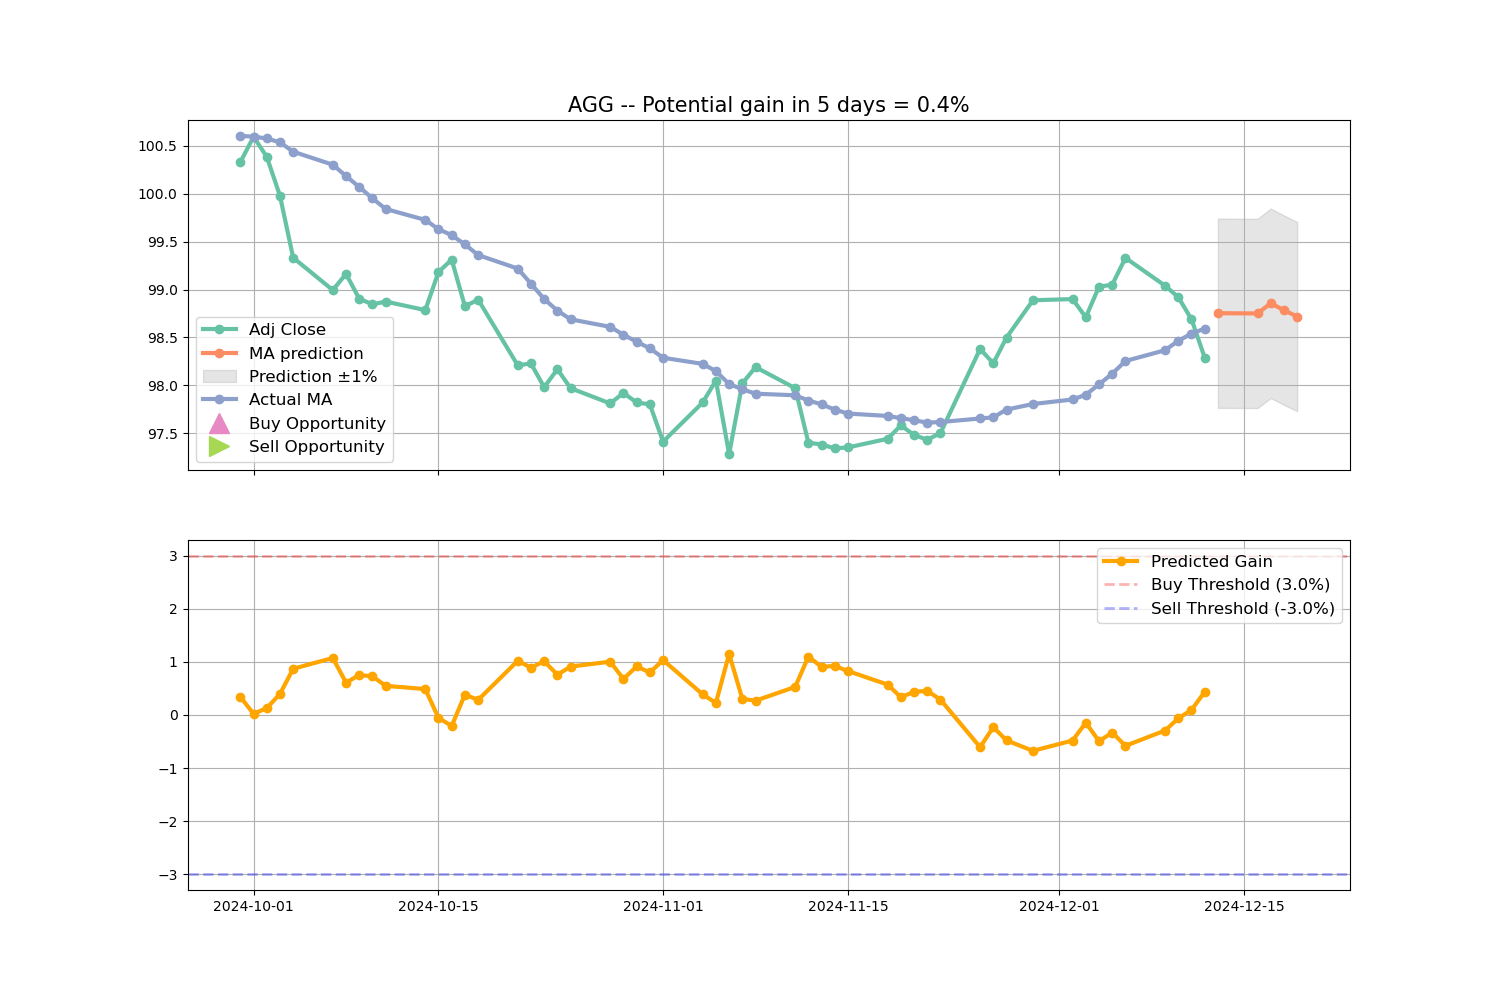 AGG -- Potential gain in 5 days = 0.4%
100.5
100.0
99.5
99.0
98.5
98.0
97.5
Adj Close
MA prediction
Prediction ±1%
Actual MA
Buy Opportunity
Sell Opportunity
3
2
1
0
−1
−2
−3
Predicted Gain
Buy Threshold (3.0%)
Sell Threshold (-3.0%)
2024-10-01
2024-10-15
2024-11-01
2024-11-15
2024-12-01
2024-12-15